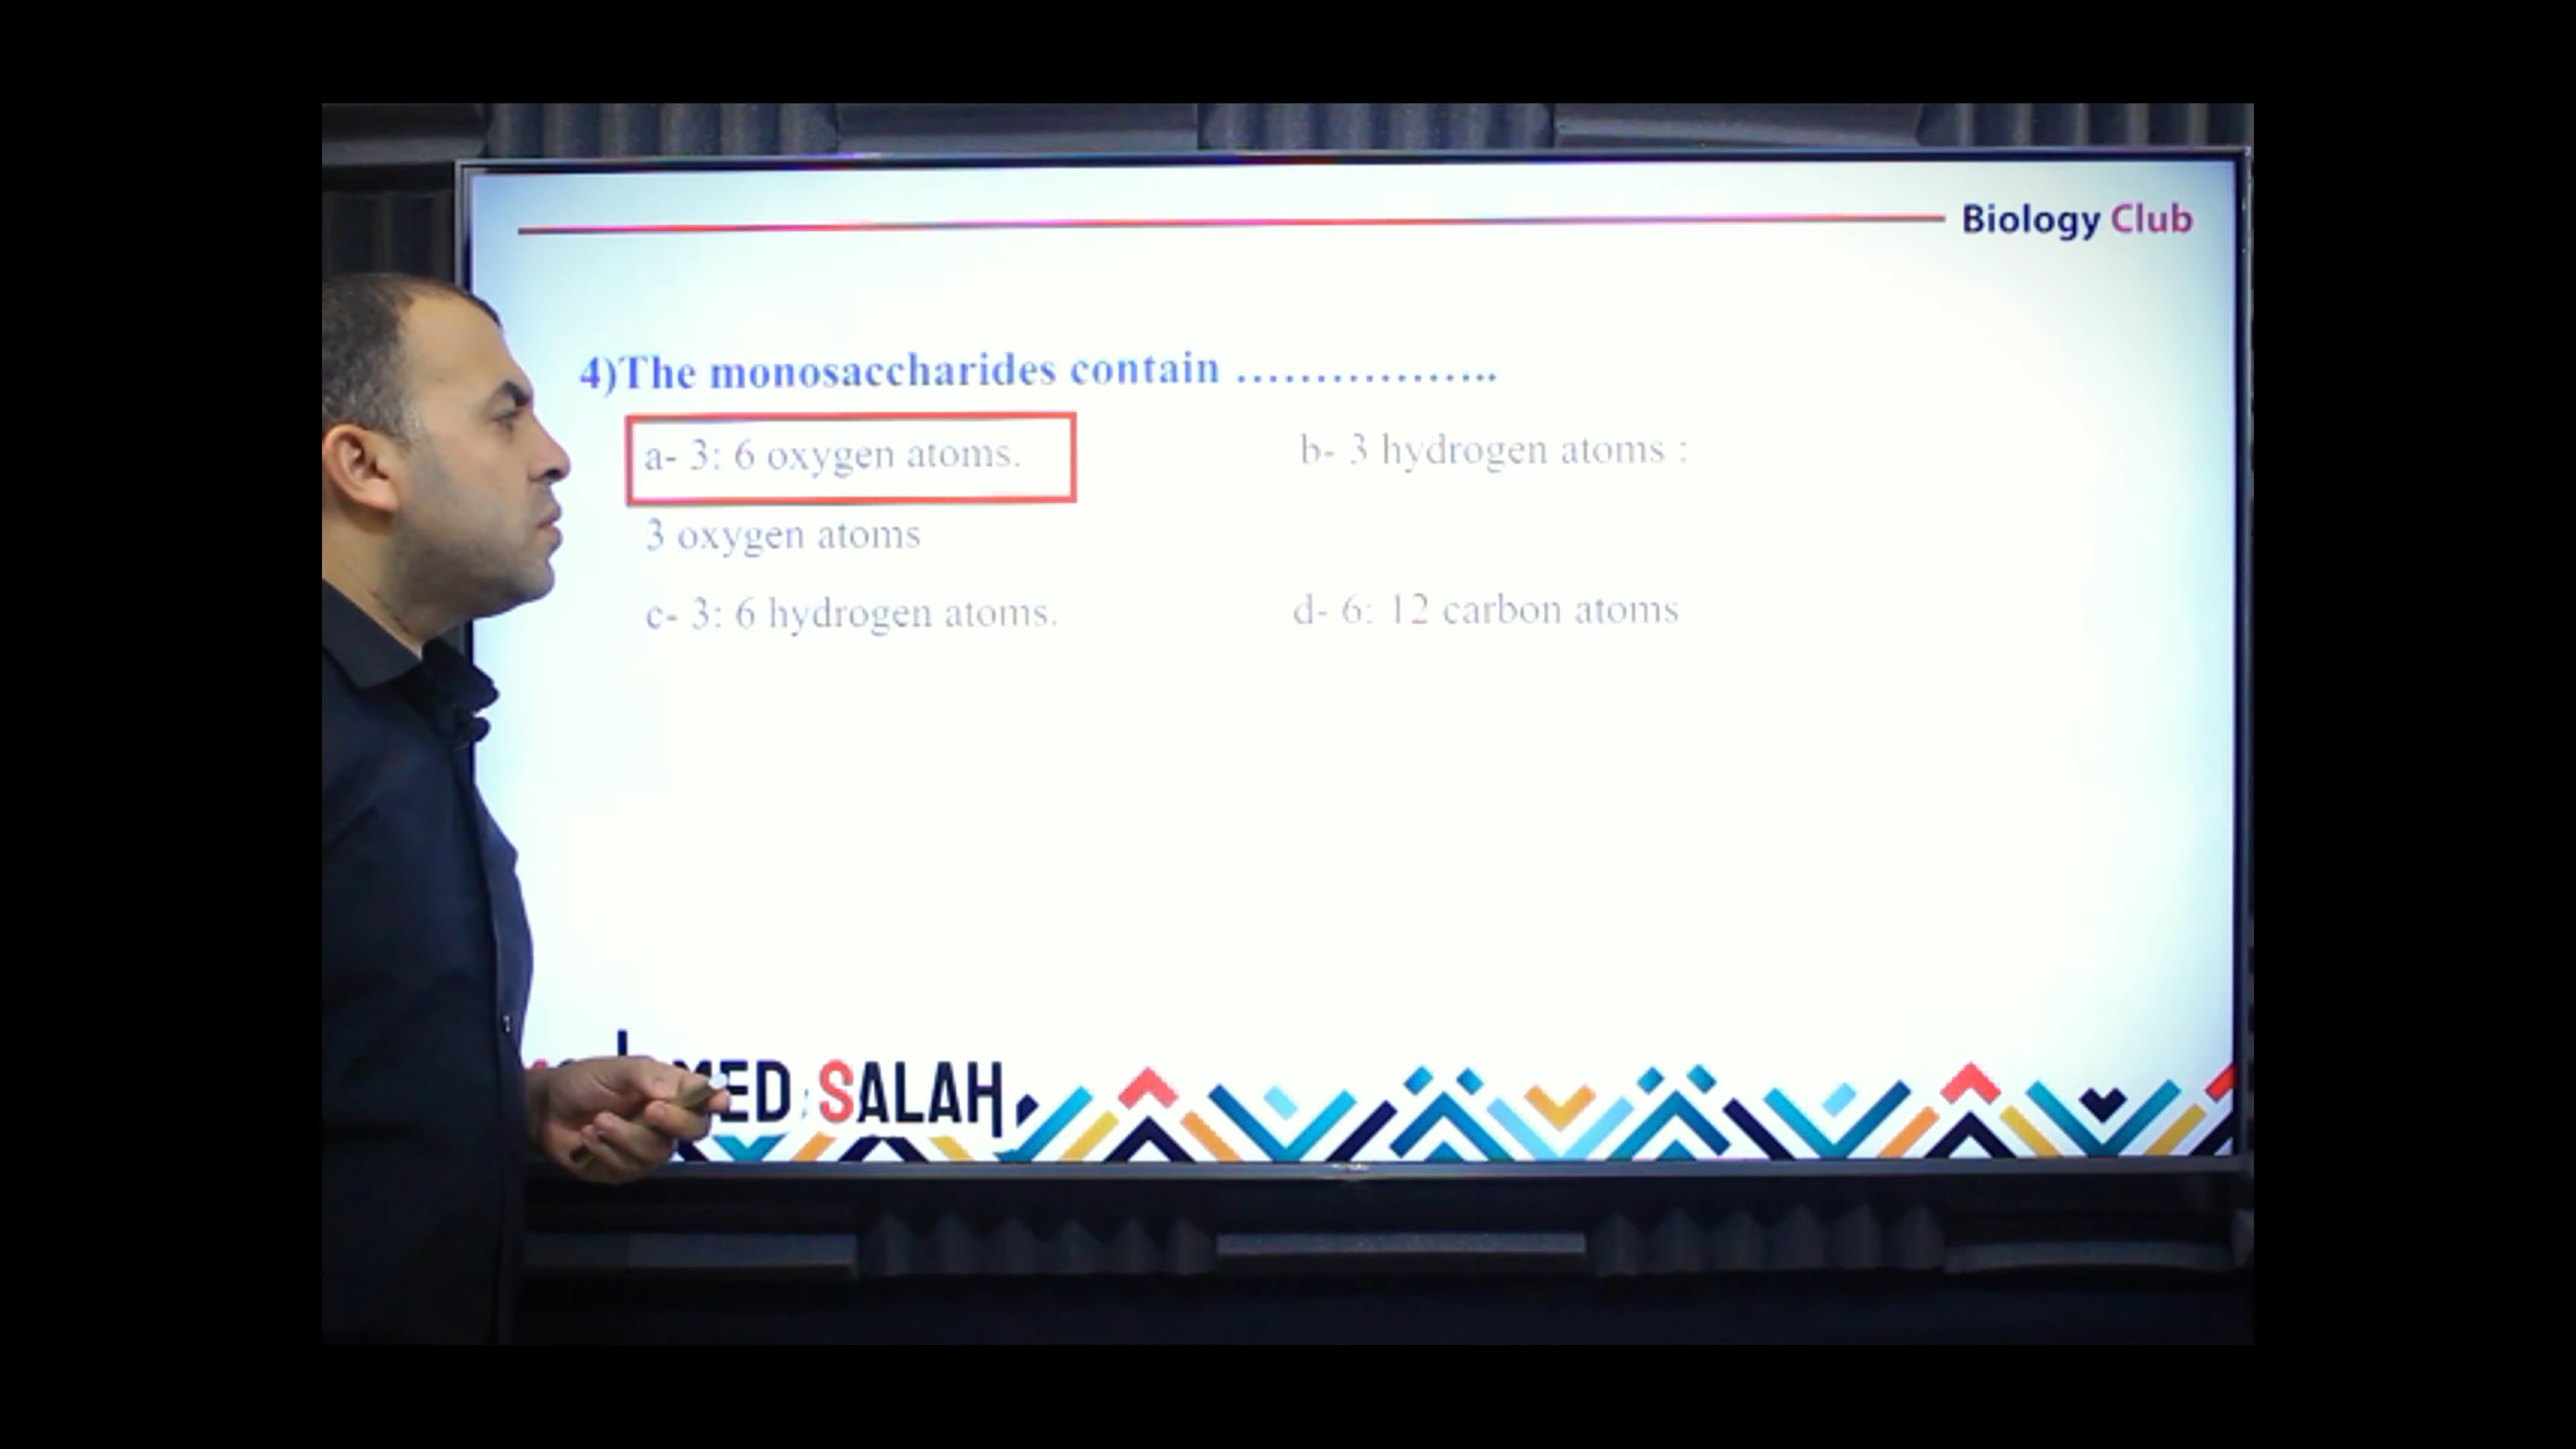 Biology Club
4)The monosaccharides contain ………………..
a- 3: 6 oxygen atoms.
b- 3 hydrogen atoms :
3 oxygen atoms
c- 3: 6 hydrogen atoms.
d- 6: 12 carbon atoms
SALAH